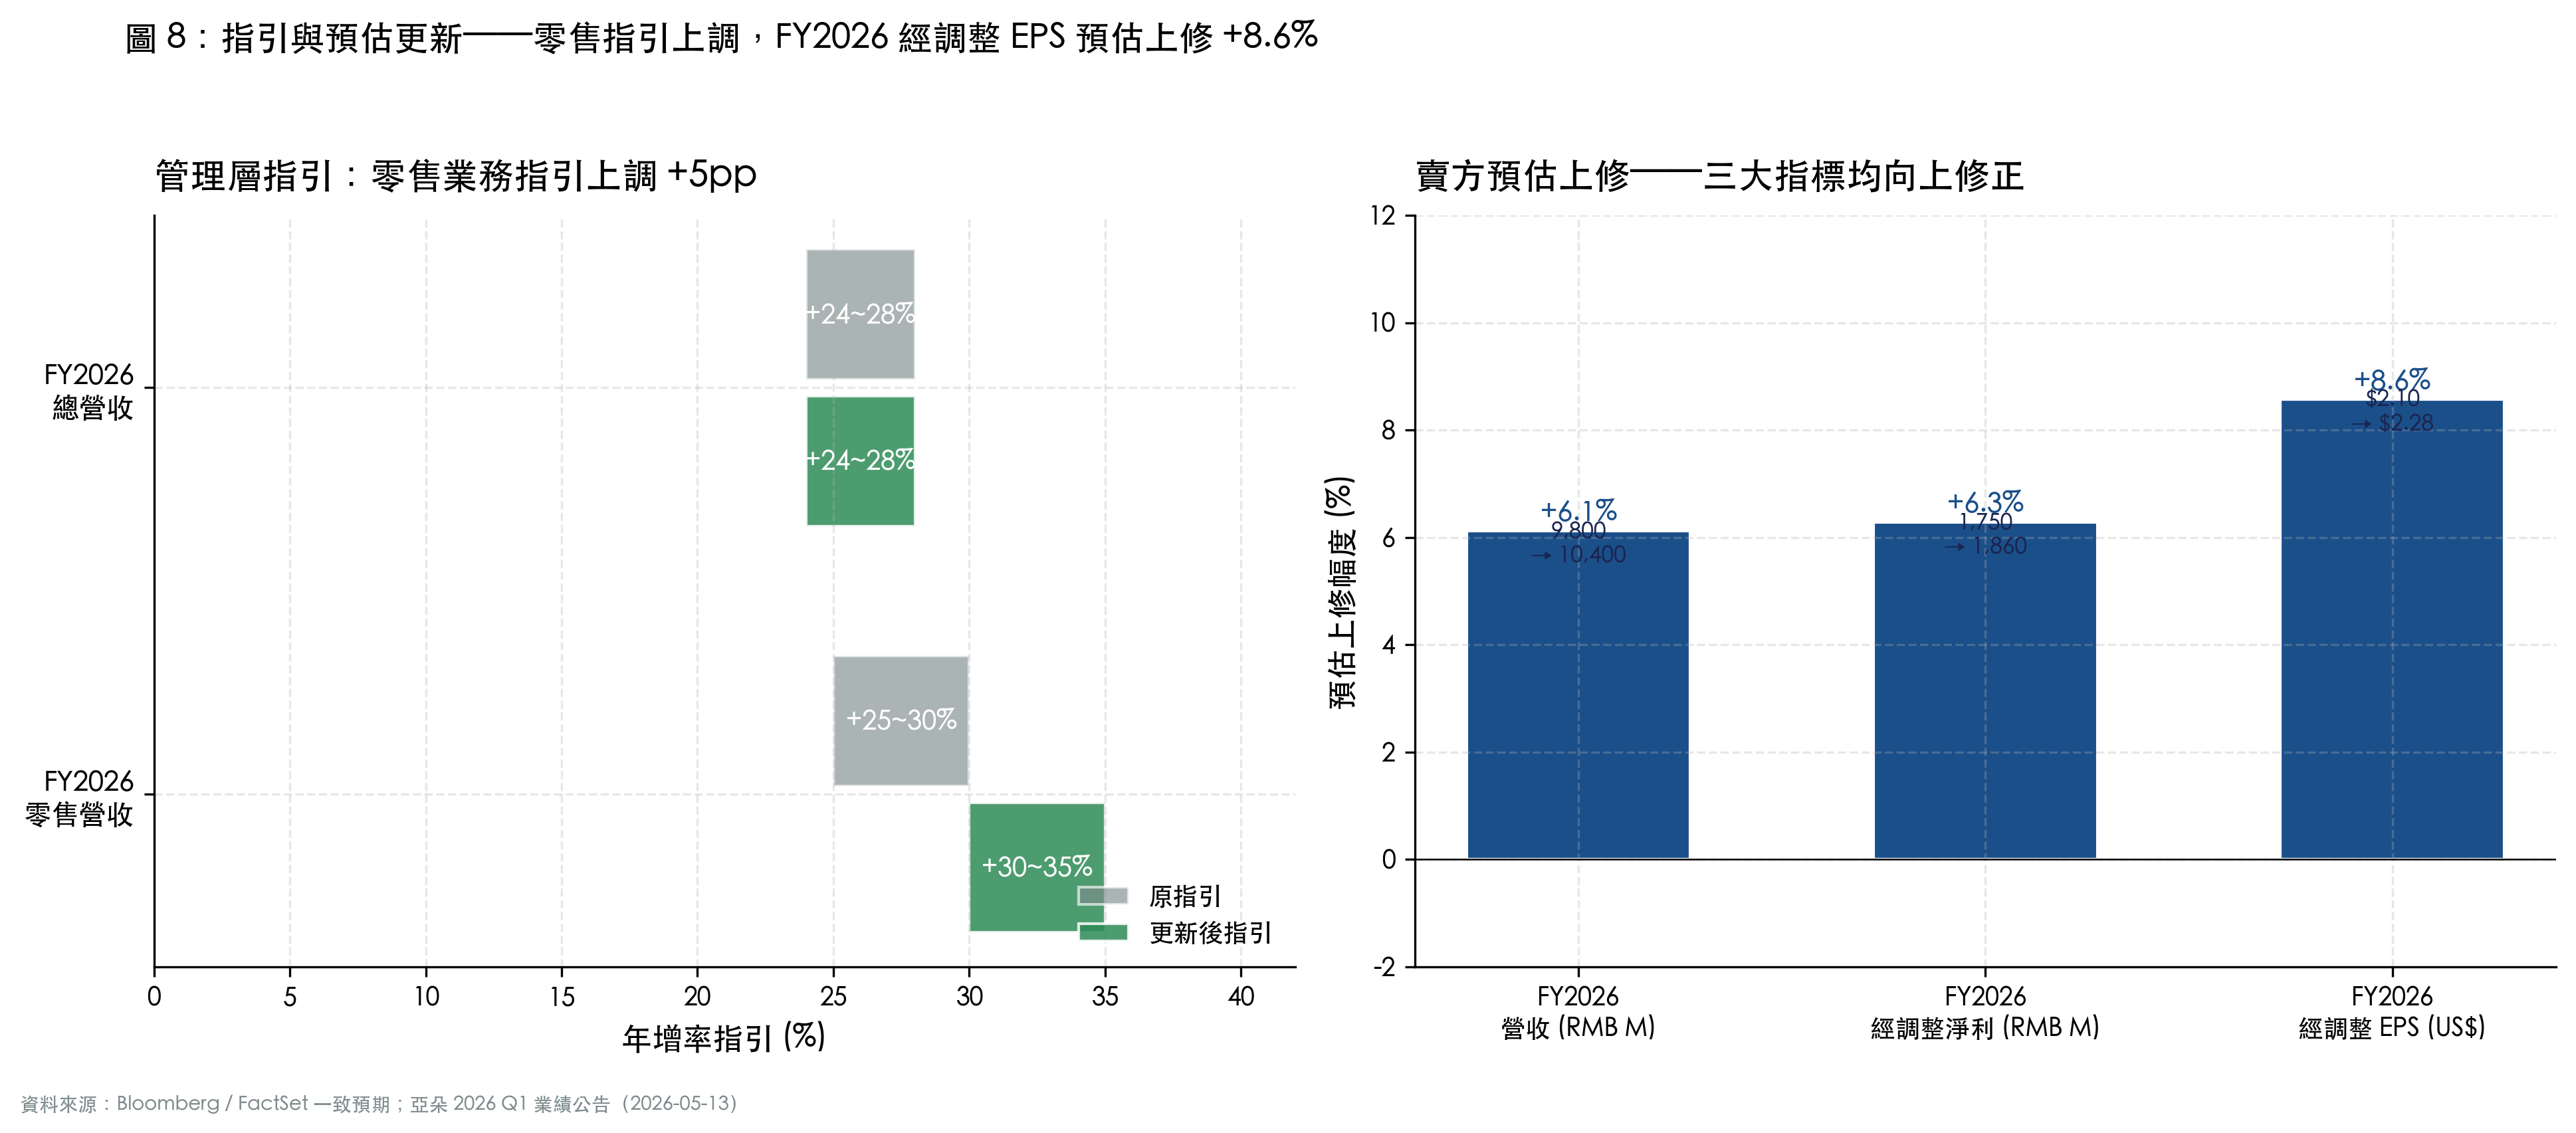 圖 8：指引與預估更新——零售指引上調，FY2026 經調整 EPS 預估上修 +8.6%
管理層指引：零售業務指引上調 +5pp
FY2026
總營收
FY2026
零售營收
+24~28%
+24~28%
+25~30%
+30~35%
原指引
更新後指引
0 5 10 15 20 25 30 35 40
年增率指引 (%)
賣方預估上修——三大指標均向上修正
預估上修幅度 (%)
12
10
8
6
4
2
0
-2
+6.1%
9,800
→ 10,400
+6.3%
1,750
→ 1,860
+8.6%
$2.10
→ $2.28
FY2026
營收 (RMB M)
FY2026
經調整淨利 (RMB M)
FY2026
經調整 EPS (US$)
資料來源：Bloomberg / FactSet 一致預期；亞朵 2026 Q1 業績公告（2026-05-13）